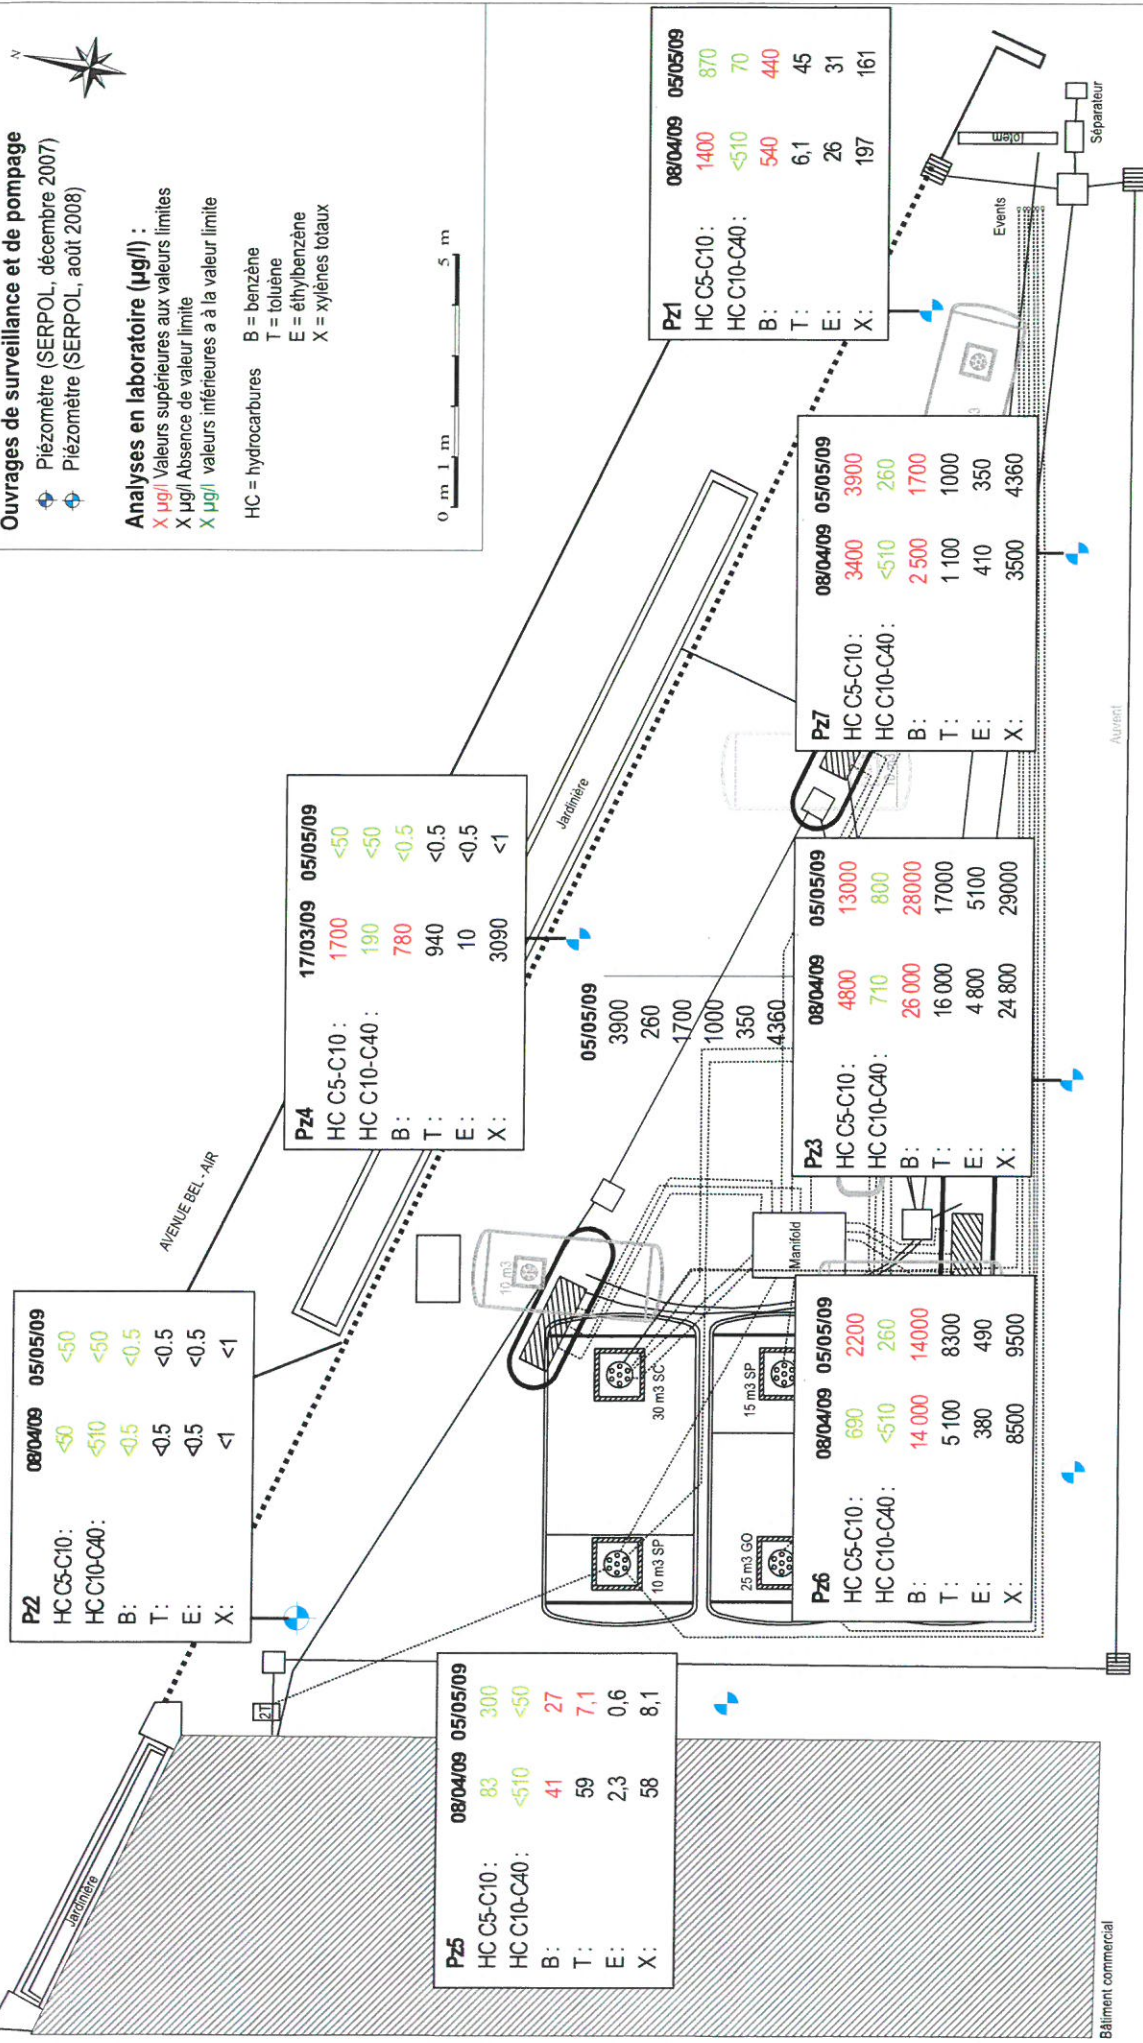 Ouvrages de surveillance et de pompage
Piézomètre (SERPOL, décembre 2007)
Piézomètre (SERPOL, août 2008)
Analyses en laboratoire (µg/l) :
X µg/l Valeurs supérieures aux valeurs limites
X µg/l Absence de valeur limite
X µg/l valeurs inférieures a à la valeur limite
HC = hydrocarbures
B = benzène
T = toluène
E = éthylbenzène
X = xylènes totaux
0 m 1 m 5 m
N
Pz2 08/04/09 05/05/09
HC C5-C10 : <50 <50
HC C10-C40 : <510 <50
B : <0.5 <0.5
T : <0.5 <0.5
E : <0.5 <0.5
X : <1 <1
Pz4 17/03/09 05/05/09
HC C5-C10 : 1700 <50
HC C10-C40 : 190 <50
B : 780 <0.5
T : 940 <0.5
E : 10 <0.5
X : 3090 <1
Pz1 08/04/09 05/05/09
HC C5-C10 : 1400 870
HC C10-C40 : <510 70
B : 540 440
T : 6,1 45
E : 26 31
X : 197 161
Pz5 08/04/09 05/05/09
HC C5-C10 : 83 300
HC C10-C40 : <510 <50
B : 41 27
T : 59 7,1
E : 2,3 0,6
X : 58 8,1
Pz6 08/04/09 05/05/09
HC C5-C10 : 690 2200
HC C10-C40 : <510 260
B : 14 000 14000
T : 5 100 8300
E : 380 490
X : 8500 9500
Pz3 08/04/09 05/05/09
HC C5-C10 : 4800 13000
HC C10-C40 : 710 800
B : 26 000 28000
T : 16 000 17000
E : 4 800 5100
X : 24 800 29000
Pz7 08/04/09 05/05/09
HC C5-C10 : 3400 3900
HC C10-C40 : <510 260
B : 2 500 1700
T : 1 100 1000
E : 410 350
X : 3500 4360
05/05/09
3900
260
1700
1000
350
4360
AVENUE BEL - AIR
Jardinière
Jardinière
2T
10 m3
30 m3 SC
10 m3 SP
15 m3 SP
25 m3 GO
Manifold
Events
Totem
Séparateur
Auvent
Bâtiment commercial